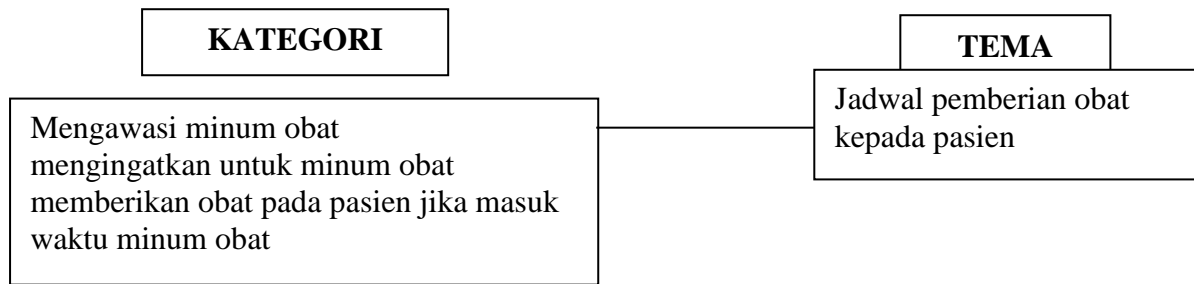 KATEGORI
Mengawasi minum obat
mengingatkan untuk minum obat
memberikan obat pada pasien jika masuk
waktu minum obat
TEMA
Jadwal pemberian obat
kepada pasien